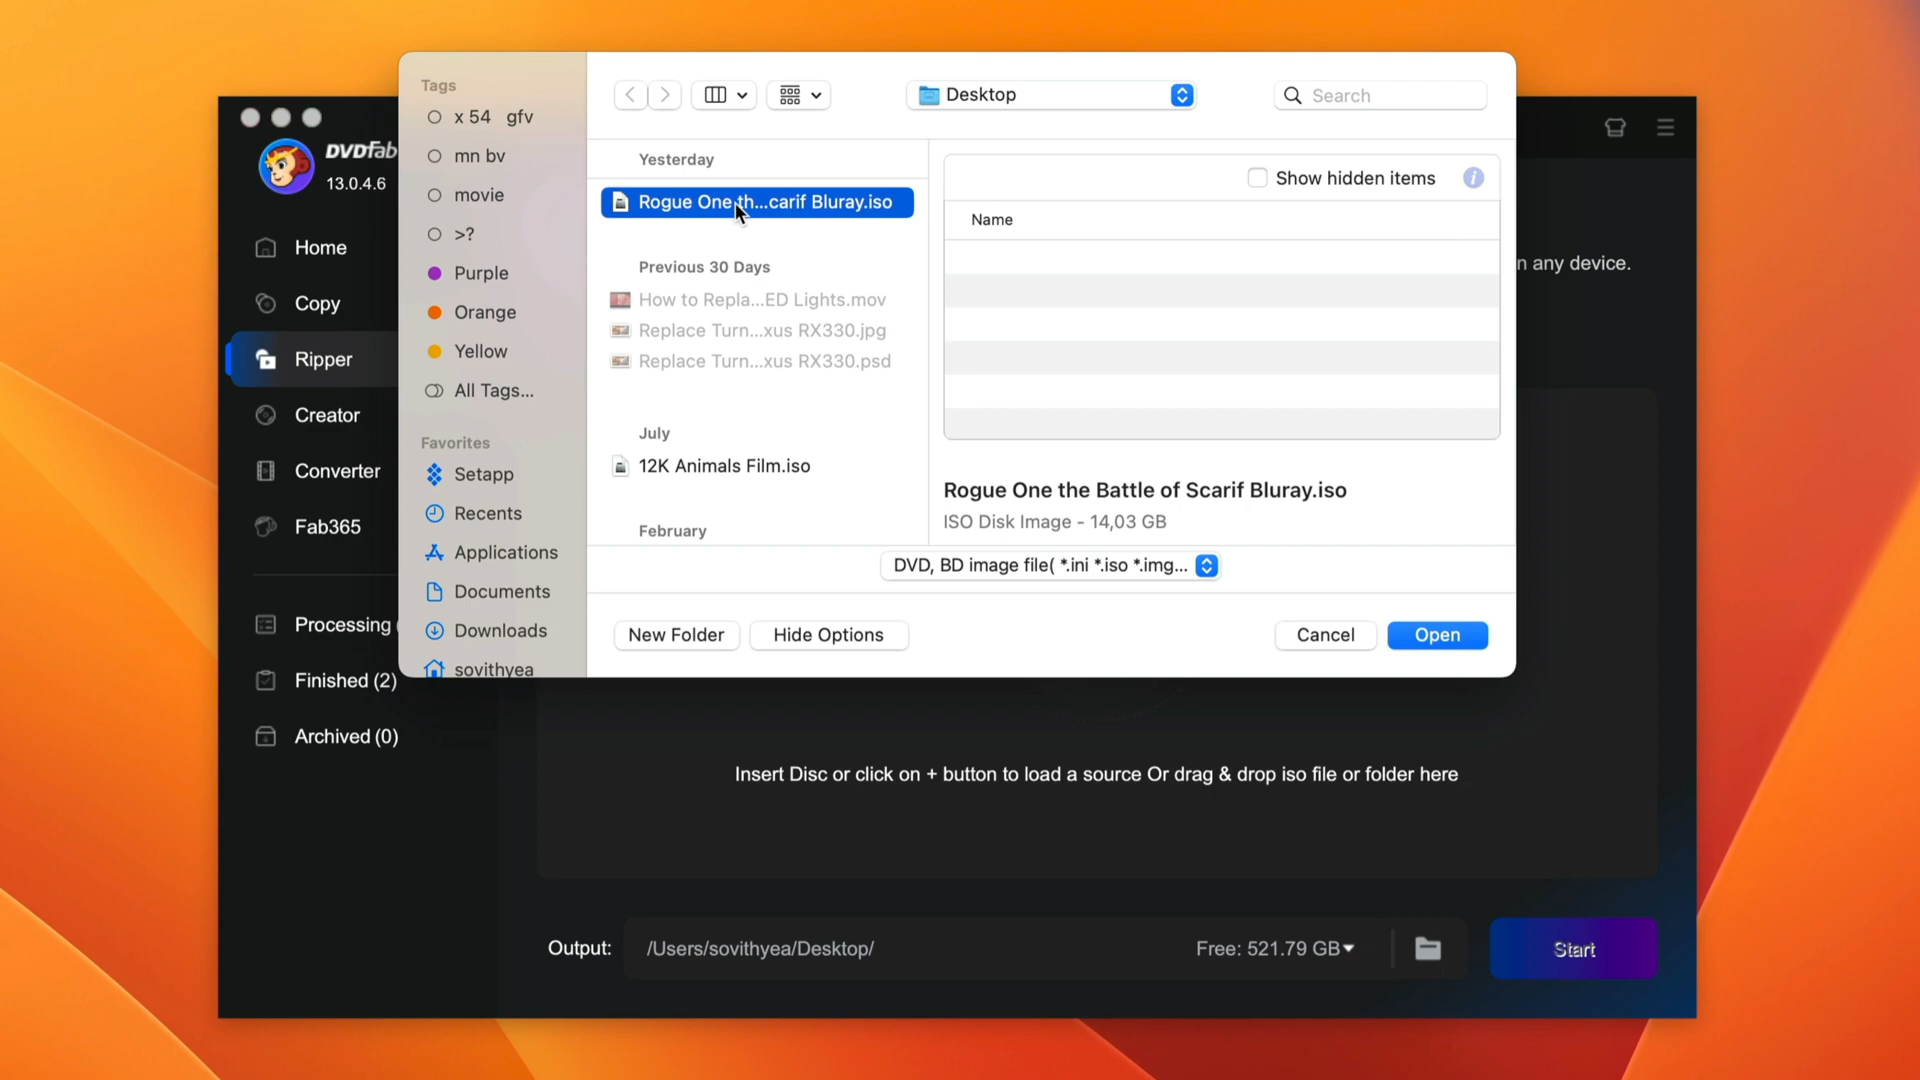 DVDFab
13.0.4.6
Home
Copy
Ripper
Creator
Converter
Fab365
Processing
Finished (2)
Archived (0)
Tags
x 54 gfv
mn bv
movie
>?
Purple
Orange
Yellow
All Tags...
Favorites
Setapp
Recents
Applications
Documents
Downloads
sovithyea
Desktop
Search
Yesterday
Rogue One th...carif Bluray.iso
Previous 30 Days
How to Repla...ED Lights.mov
Replace Turn...xus RX330.jpg
Replace Turn...xus RX330.psd
July
12K Animals Film.iso
February
Show hidden items
Name
Rogue One the Battle of Scarif Bluray.iso
ISO Disk Image - 14,03 GB
DVD, BD image file( *.ini *.iso *.img...
New Folder
Hide Options
Cancel
Open
n any device.
Insert Disc or click on + button to load a source Or drag & drop iso file or folder here
Output:
/Users/sovithyea/Desktop/
Free: 521.79 GB
Start